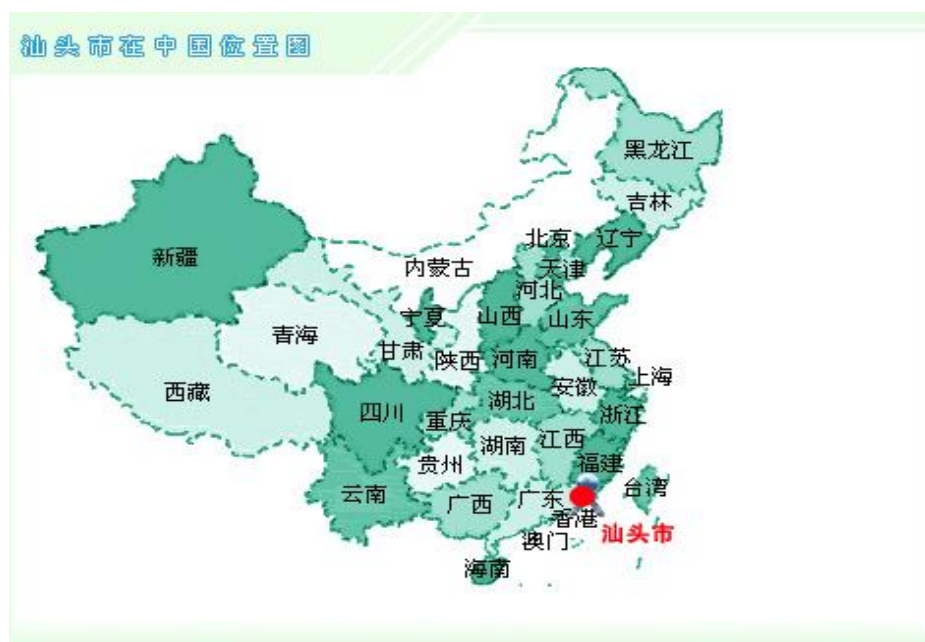 汕头市在中国位置图
黑龙江
吉林
北京
辽宁
新疆
内蒙古
天津
河北
宁夏
山西
山东
青海
甘肃
陕西
河南
江苏
安徽
上海
西藏
四川
重庆
湖北
浙江
湖南
江西
贵州
福建
云南
广西
广东
台湾
香港
汕头市
澳门
海南